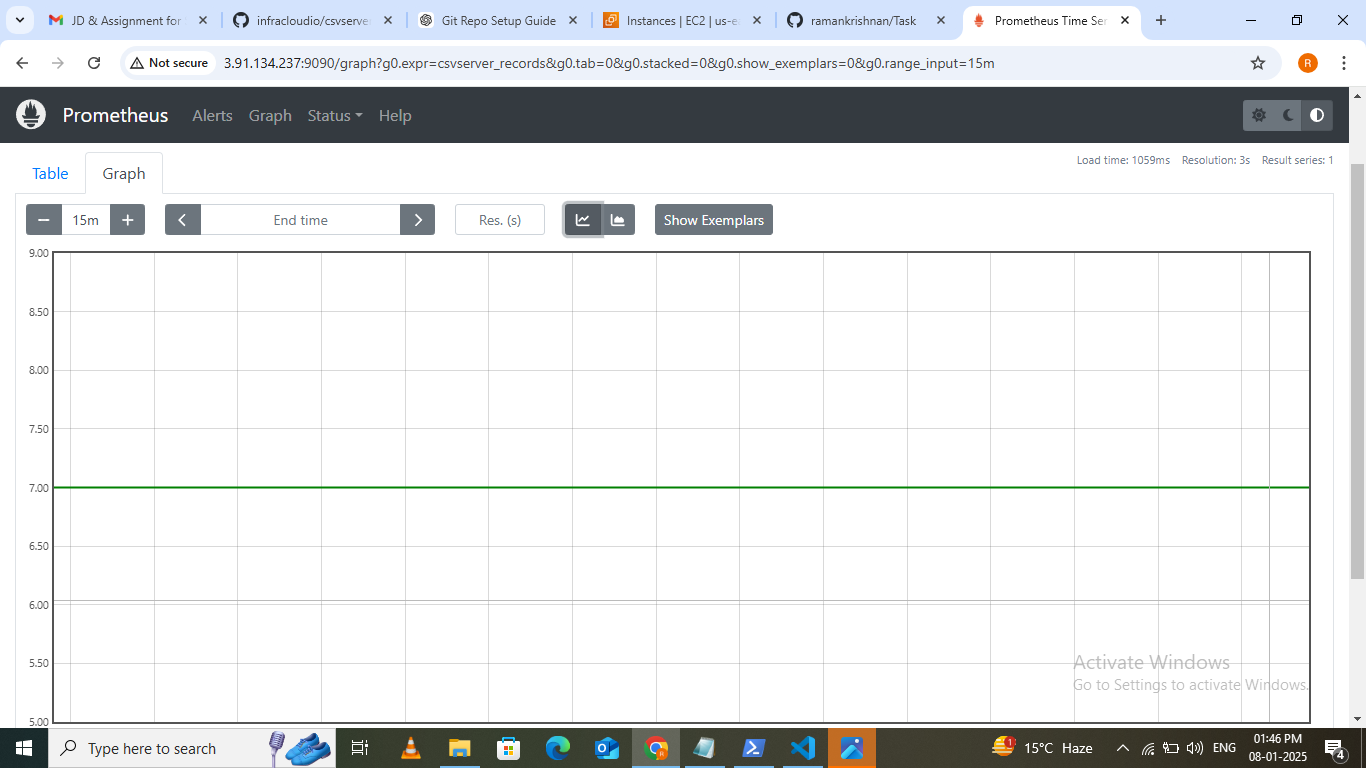 JD & Assignment for
infracloudio/csvserve
Git Repo Setup Guide
Instances | EC2 | us-e
ramankrishnan/Task
Prometheus Time Ser
Not secure
3.91.134.237:9090/graph?g0.expr=csvserver_records&g0.tab=0&g0.stacked=0&g0.show_exemplars=0&g0.range_input=15m
R
Prometheus
Alerts
Graph
Status
Help
Load time: 1059ms Resolution: 3s Result series: 1
Table
Graph
15m
End time
Res. (s)
Show Exemplars
9.00
8.50
8.00
7.50
7.00
6.50
6.00
5.50
5.00
Activate Windows
Go to Settings to activate Windows.
Type here to search
1
15°C Haze
ENG
01:46 PM
08-01-2025
4